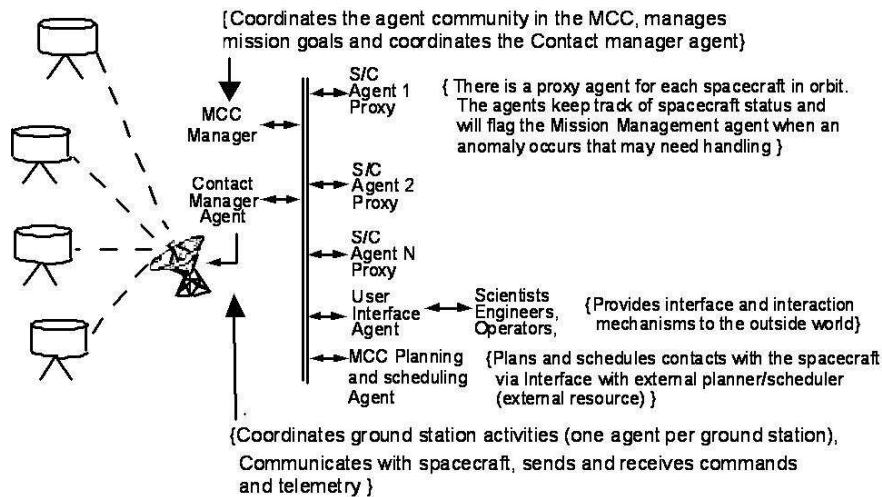 {Coordinates the agent community in the MCC, manages
mission goals and coordinates the Contact manager agent}
MCC
Manager
Contact
Manager
Agent
S/C
Agent 1
Proxy
{ There is a proxy agent for each spacecraft in orbit.
The agents keep track of spacecraft status and
will flag the Mission Management agent when an
anomaly occurs that may need handling }
S/C
Agent 2
Proxy
S/C
Agent N
Proxy
User
Interface
Agent
Scientists
Engineers,
Operators,
{Provides interface and interaction
mechanisms to the outside world}
MCC Planning
and scheduling
Agent
{Plans and schedules contacts with the spacecraft
via Interface with external planner/scheduler
(external resource) }
{Coordinates ground station activities (one agent per ground station),
Communicates with spacecraft, sends and receives commands
and telemetry }